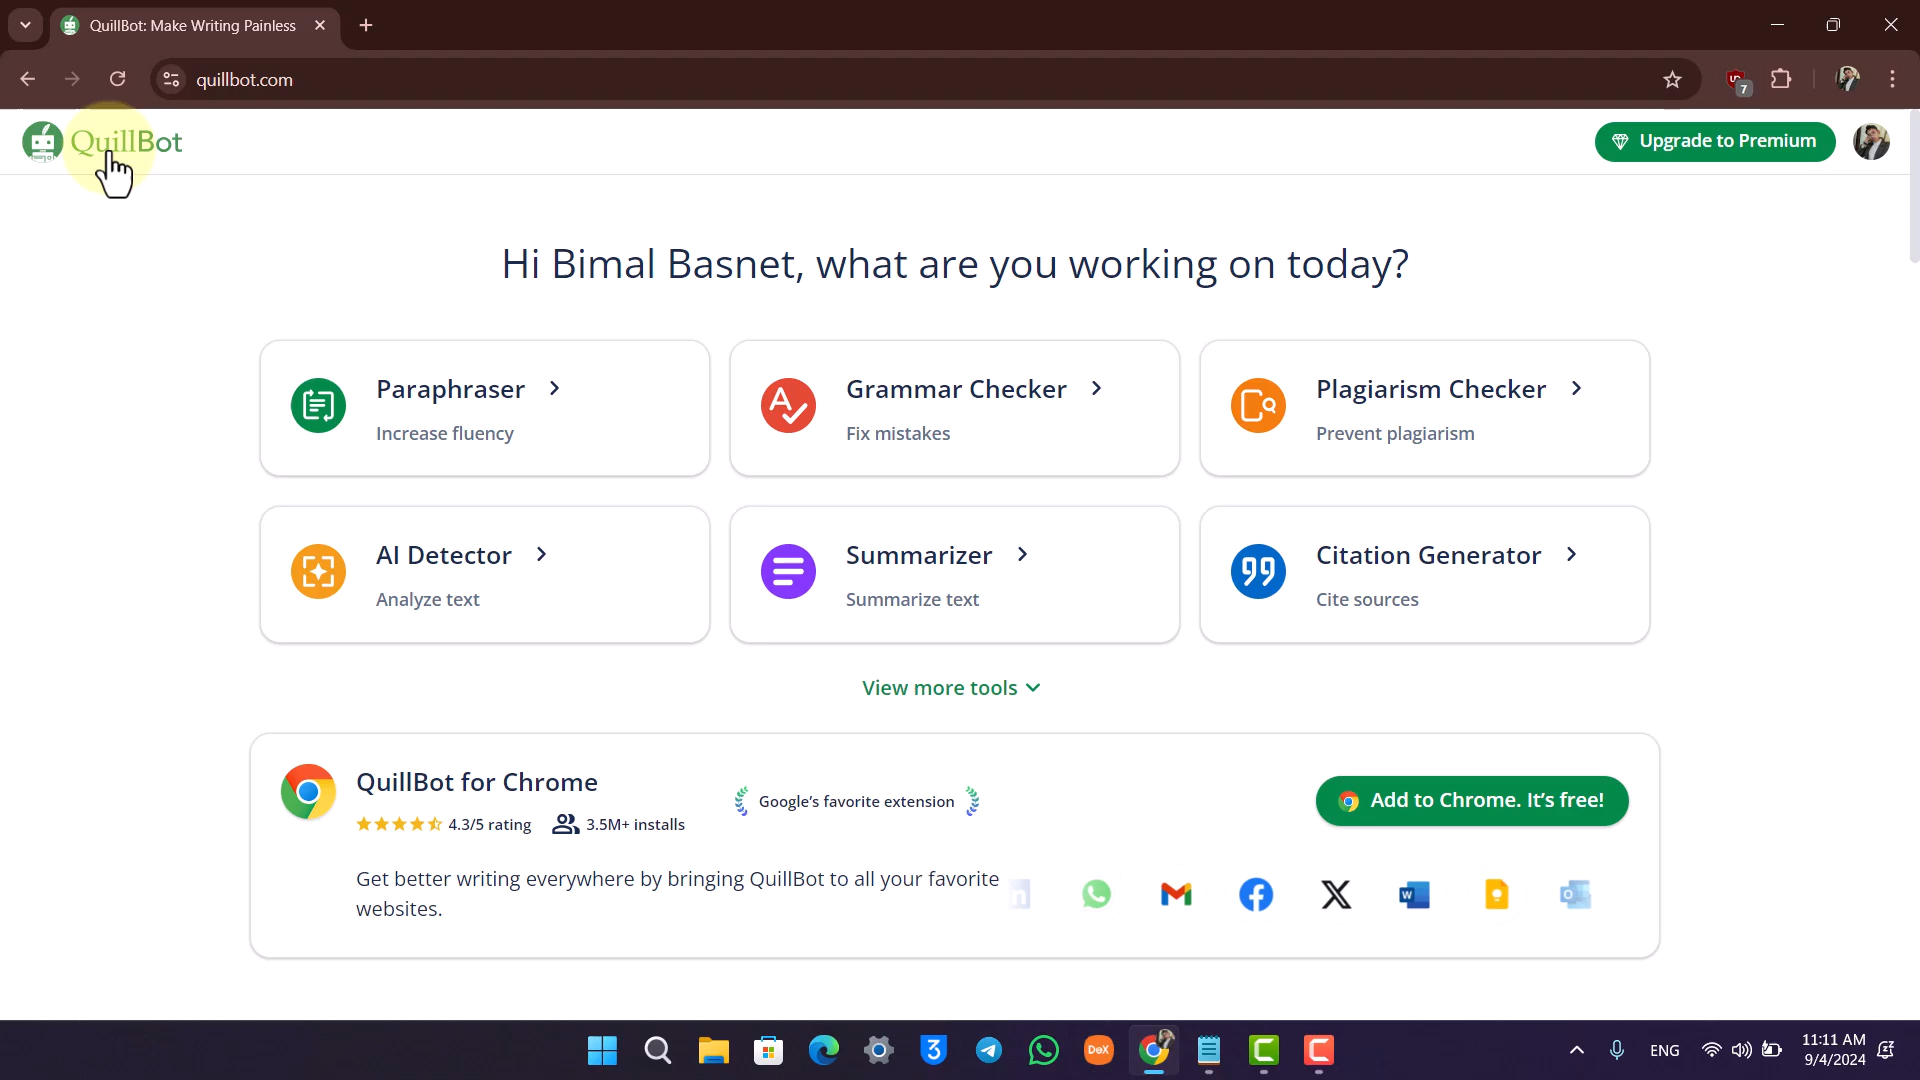 QuillBot: Make Writing Painless
quillbot.com
7
QuillBot
Upgrade to Premium
Hi Bimal Basnet, what are you working on today?
Paraphraser
Increase fluency
Grammar Checker
Fix mistakes
Plagiarism Checker
Prevent plagiarism
AI Detector
Analyze text
Summarizer
Summarize text
Citation Generator
Cite sources
View more tools
QuillBot for Chrome
4.3/5 rating
3.5M+ installs
Google’s favorite extension
Add to Chrome. It’s free!
Get better writing everywhere by bringing QuillBot to all your favorite
websites.
DeX
ENG
11:11 AM
9/4/2024